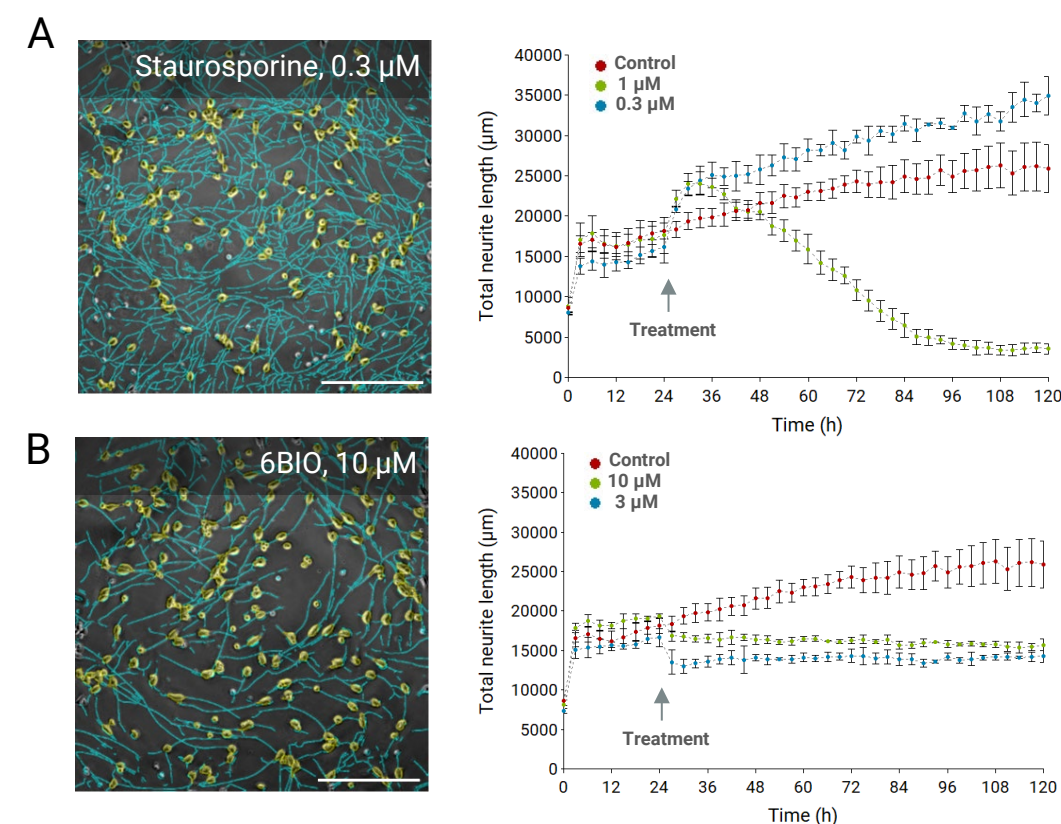 A
Staurosporine, 0.3 µM
Total neurite length (µm)
40000
35000
30000
25000
20000
15000
10000
5000
0
Control
1 µM
0.3 µM
Treatment
0 12 24 36 48 60 72 84 96 108 120
Time (h)
B
6BIO, 10 µM
Total neurite length (µm)
40000
35000
30000
25000
20000
15000
10000
5000
0
Control
10 µM
3 µM
Treatment
0 12 24 36 48 60 72 84 96 108 120
Time (h)